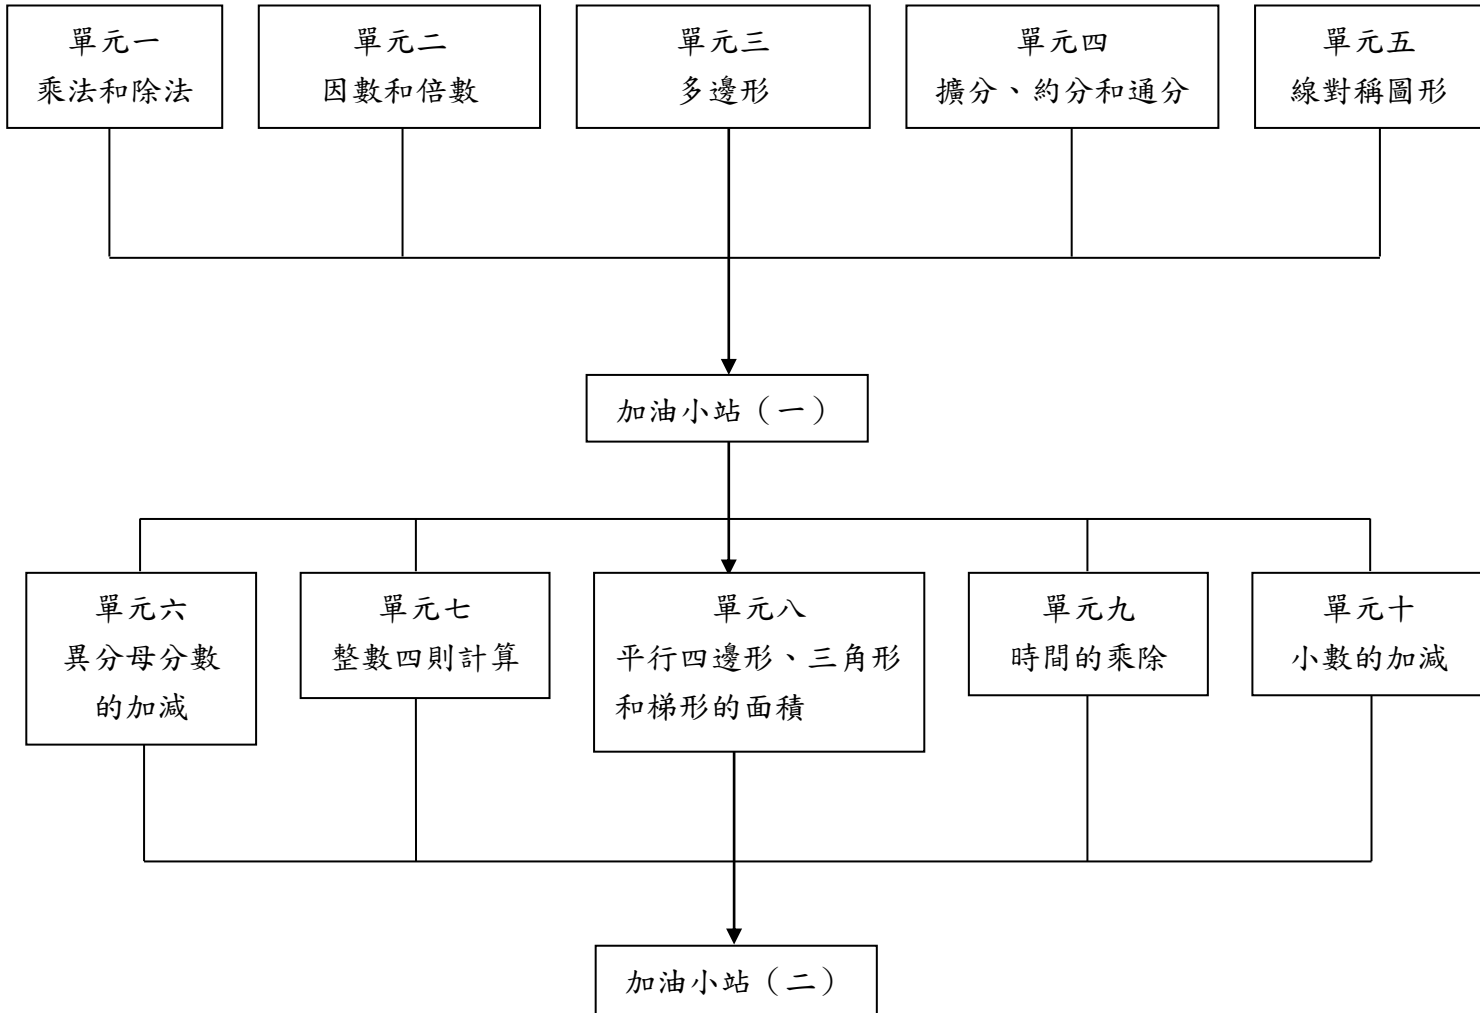 單元一
乘法和除法
單元二
因數和倍數
單元三
多邊形
單元四
擴分、約分和通分
單元五
線對稱圖形
加油小站（一）
單元六
異分母分數
的加減
單元七
整數四則計算
單元八
平行四邊形、三角形
和梯形的面積
單元九
時間的乘除
單元十
小數的加減
加油小站（二）